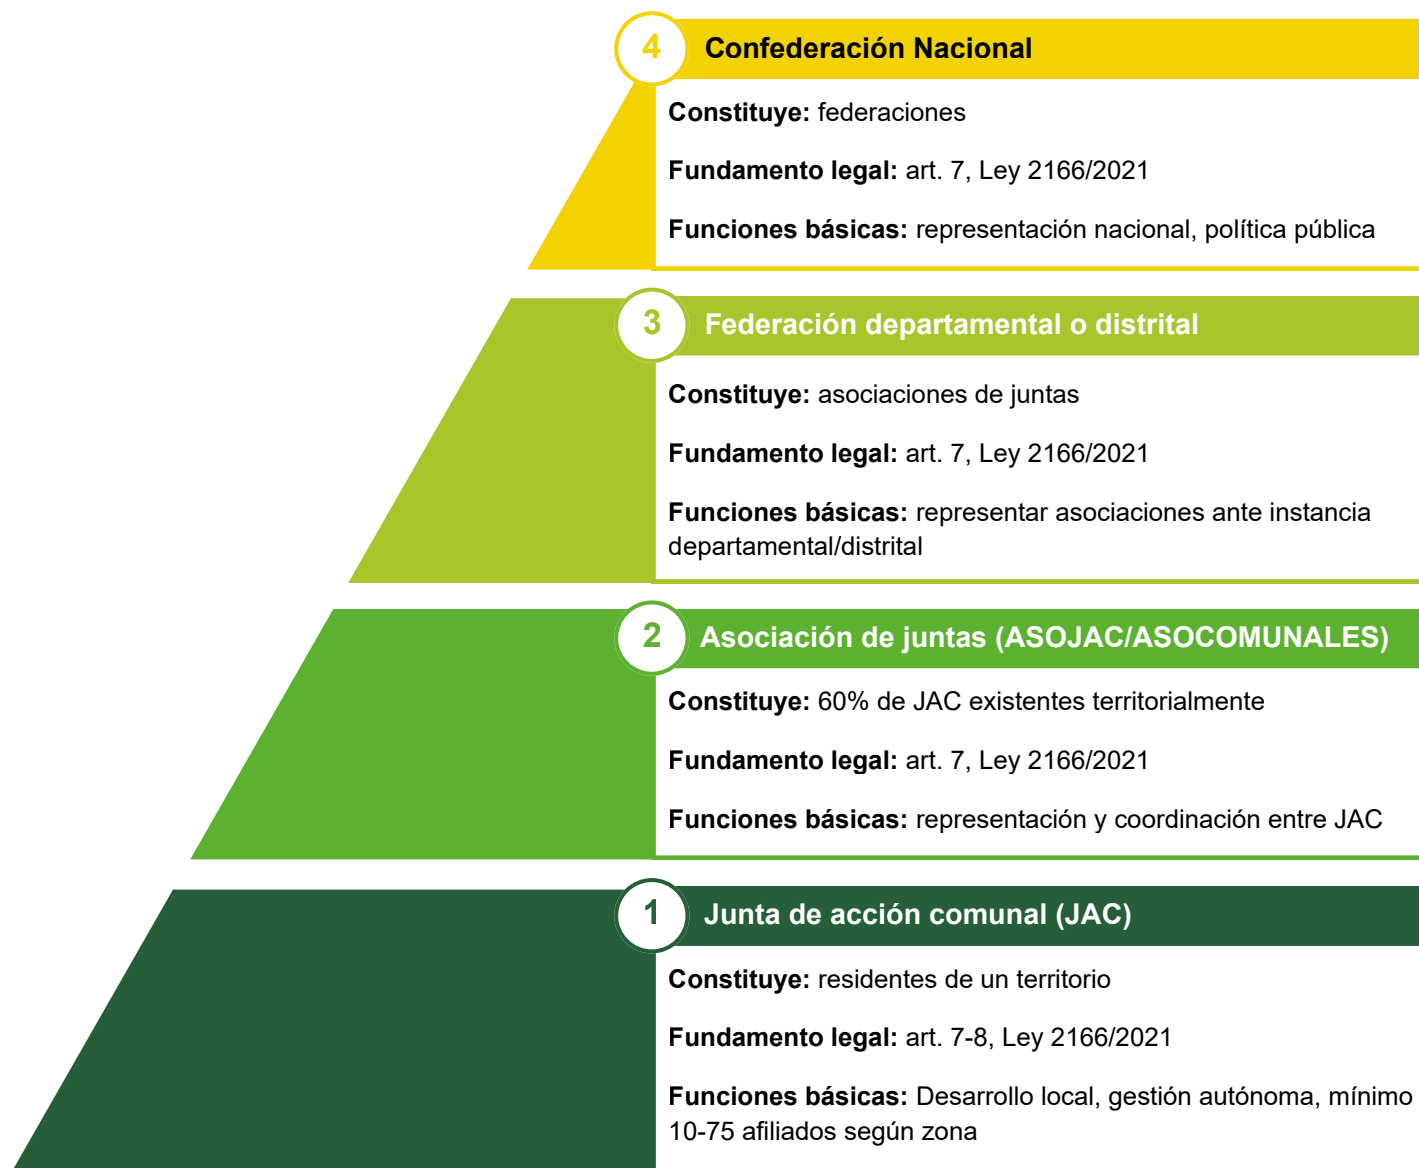 4
Confederación Nacional
Constituye: federaciones
Fundamento legal: art. 7, Ley 2166/2021
Funciones básicas: representación nacional, política pública
3
Federación departamental o distrital
Constituye: asociaciones de juntas
Fundamento legal: art. 7, Ley 2166/2021
Funciones básicas: representar asociaciones ante instancia
departamental/distrital
2
Asociación de juntas (ASOJAC/ASOCOMUNALES)
Constituye: 60% de JAC existentes territorialmente
Fundamento legal: art. 7, Ley 2166/2021
Funciones básicas: representación y coordinación entre JAC
1
Junta de acción comunal (JAC)
Constituye: residentes de un territorio
Fundamento legal: art. 7-8, Ley 2166/2021
Funciones básicas: Desarrollo local, gestión autónoma, mínimo
10-75 afiliados según zona